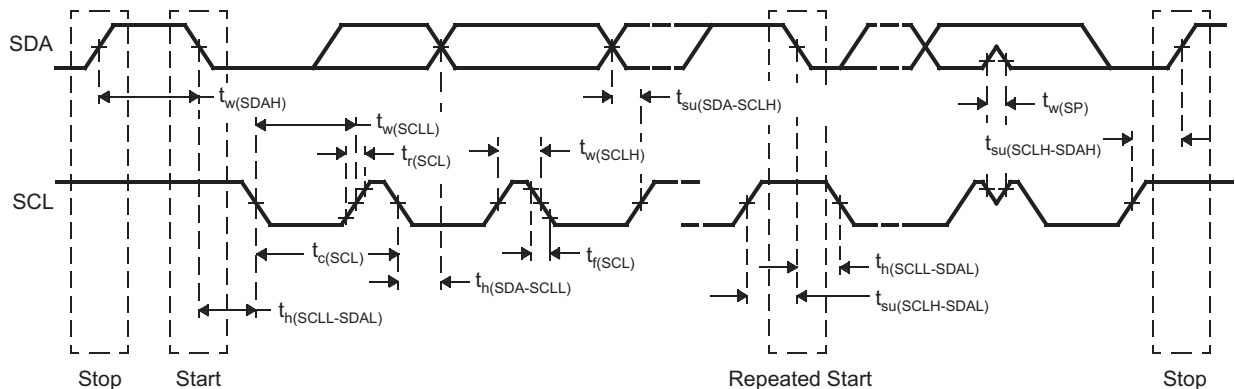 SDA
t_w(SDAH)
t_su(SDA-SCLH)
t_w(SP)
t_w(SCLL)
t_r(SCL)
t_w(SCLH)
t_su(SCLH-SDAH)
SCL
t_c(SCL)
t_f(SCL)
t_h(SDA-SCLL)
t_h(SCLL-SDAL)
t_h(SCLL-SDAL)
t_su(SCLH-SDAL)
Stop
Start
Repeated Start
Stop